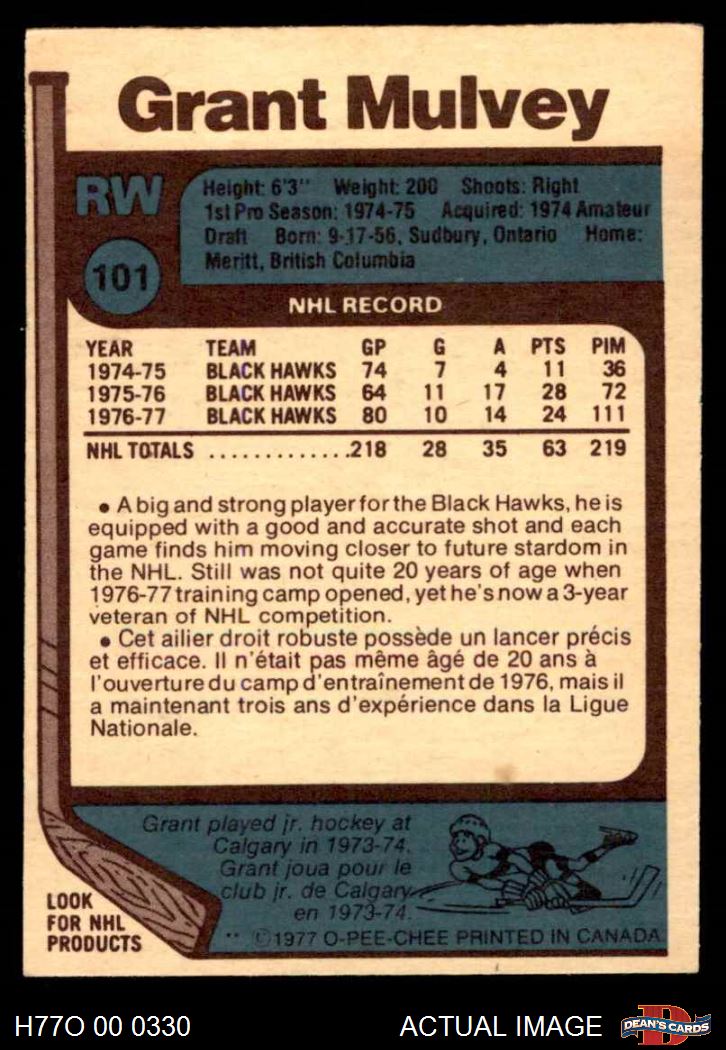 Grant Mulvey
RW
Height: 6'3" Weight: 200 Shoots: Right
1st Pro Season: 1974-75 Acquired: 1974 Amateur
Draft Born: 9-17-56, Sudbury, Ontario Home:
Meritt, British Columbia
101
NHL RECORD
YEAR TEAM GP G A PTS PIM
1974-75 BLACK HAWKS 74 7 4 11 36
1975-76 BLACK HAWKS 64 11 17 28 72
1976-77 BLACK HAWKS 80 10 14 24 111
NHL TOTALS .............218 28 35 63 219
• A big and strong player for the Black Hawks, he is
equipped with a good and accurate shot and each
game finds him moving closer to future stardom in
the NHL. Still was not quite 20 years of age when
1976-77 training camp opened, yet he's now a 3-year
veteran of NHL competition.
• Cet ailier droit robuste possède un lancer précis
et efficace. Il n'était pas même âgé de 20 ans à
l'ouverture du camp d'entraînement de 1976, mais il
a maintenant trois ans d'expérience dans la Ligue
Nationale.
Grant played jr. hockey at
Calgary in 1973-74.
Grant joua pour le
club jr. de Calgary
en 1973-74.
LOOK
FOR NHL
PRODUCTS
** ©1977 O-PEE-CHEE PRINTED IN CANADA
H77O 00 0330 ACTUAL IMAGE
D
DEAN'S CARDS